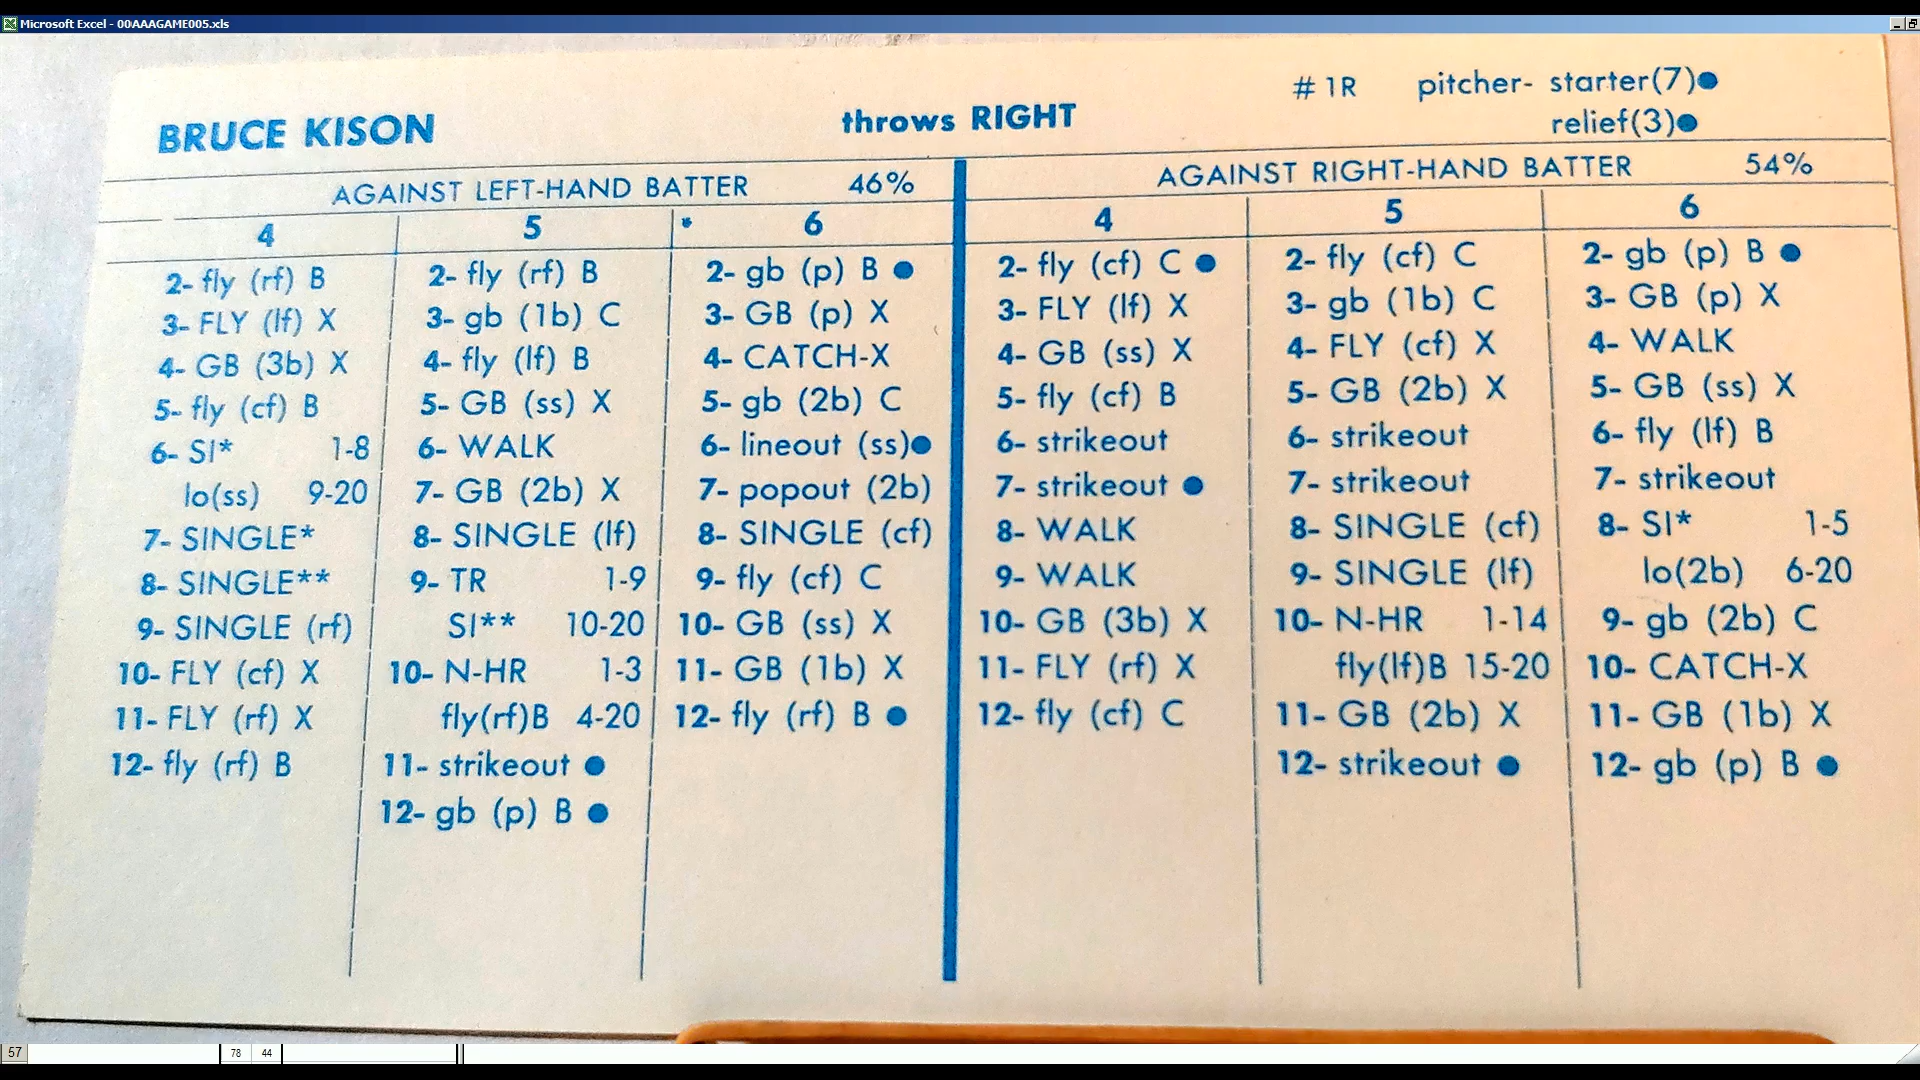 Microsoft Excel - 00AAAGAME005.xls
BRUCE KISON
throws RIGHT
# 1R
pitcher- starter(7)●
relief(3)●
AGAINST LEFT-HAND BATTER 46%
4
2- fly (rf) B
3- FLY (lf) X
4- GB (3b) X
5- fly (cf) B
6- SI* 1-8
lo(ss) 9-20
7- SINGLE*
8- SINGLE**
9- SINGLE (rf)
10- FLY (cf) X
11- FLY (rf) X
12- fly (rf) B
5
2- fly (rf) B
3- gb (1b) C
4- fly (lf) B
5- GB (ss) X
6- WALK
7- GB (2b) X
8- SINGLE (lf)
9- TR 1-9
SI** 10-20
10- N-HR 1-3
fly(rf)B 4-20
11- strikeout ●
12- gb (p) B ●
* 6
2- gb (p) B ●
3- GB (p) X
4- CATCH-X
5- gb (2b) C
6- lineout (ss)●
7- popout (2b)
8- SINGLE (cf)
9- fly (cf) C
10- GB (ss) X
11- GB (1b) X
12- fly (rf) B ●
AGAINST RIGHT-HAND BATTER 54%
4
2- fly (cf) C ●
3- FLY (lf) X
4- GB (ss) X
5- fly (cf) B
6- strikeout
7- strikeout ●
8- WALK
9- WALK
10- GB (3b) X
11- FLY (rf) X
12- fly (cf) C
5
2- fly (cf) C
3- gb (1b) C
4- FLY (cf) X
5- GB (2b) X
6- strikeout
7- strikeout
8- SINGLE (cf)
9- SINGLE (lf)
10- N-HR 1-14
fly(lf)B 15-20
11- GB (2b) X
12- strikeout ●
6
2- gb (p) B ●
3- GB (p) X
4- WALK
5- GB (ss) X
6- fly (lf) B
7- strikeout
8- SI* 1-5
lo(2b) 6-20
9- gb (2b) C
10- CATCH-X
11- GB (1b) X
12- gb (p) B ●
57 78 44